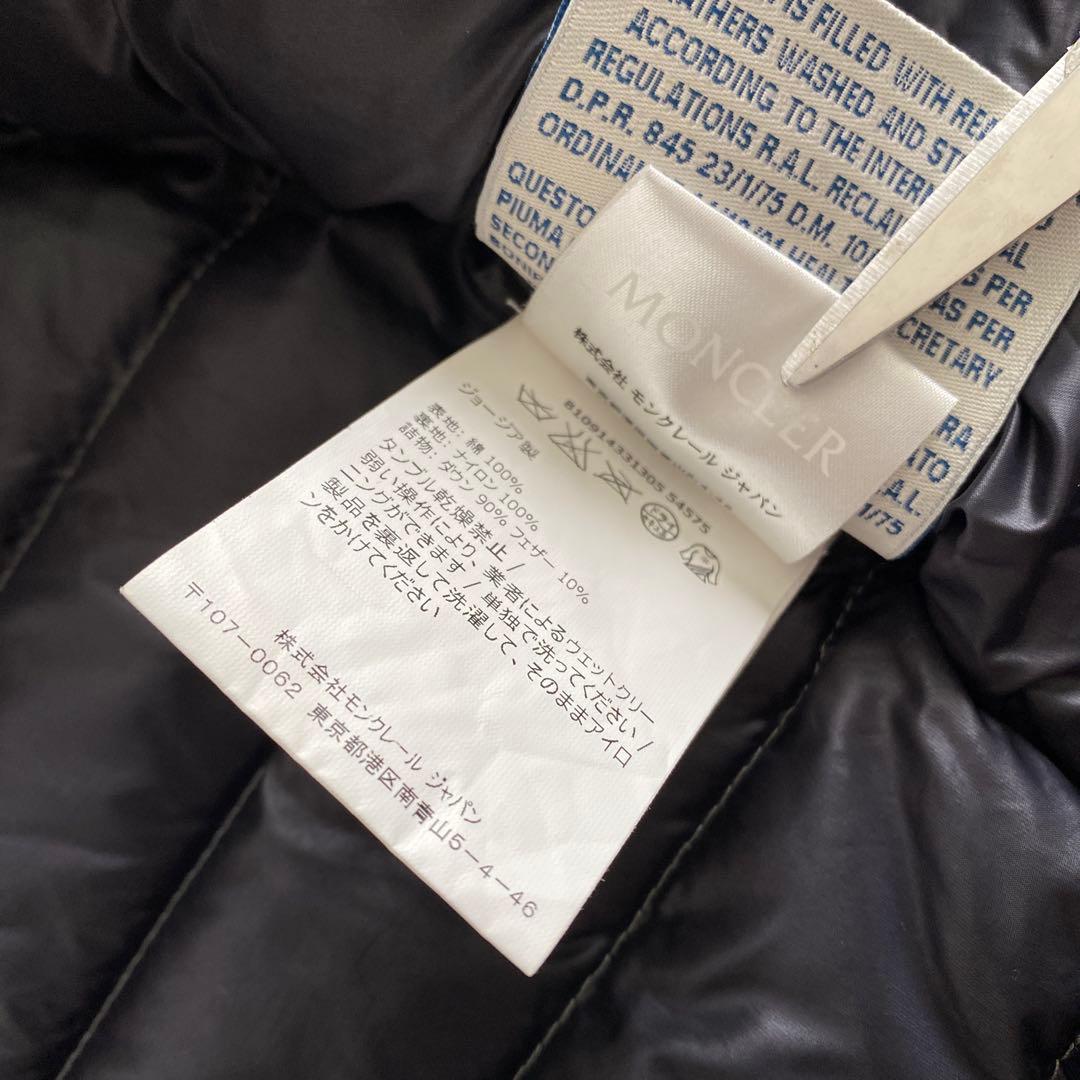 IS FILLED WITH
FEATHERS WASHED AND
ACCORDING TO THE
REGULATIONS R.A.L.
D.P.R. 845 23/1/75 D.M.
QUESTO
PIUMA
PER
AS PER
CRETARY
R.A.L.
1/75
MONCLER
株式会社 モンクレール ジャパン
810914331305 54575
ジョージア製
表地: 綿 100%
裏地: ナイロン 100%
詰物: ダウン 90% フェザー 10%
タンブル乾燥禁止 /
弱い操作により、業者によるウェットクリー
ニングができます / 単独で洗ってください /
製品を裏返して洗濯して、そのままアイロ
ンをかけてください
株式会社モンクレール ジャパン
〒107-0062 東京都港区南青山5-4-46